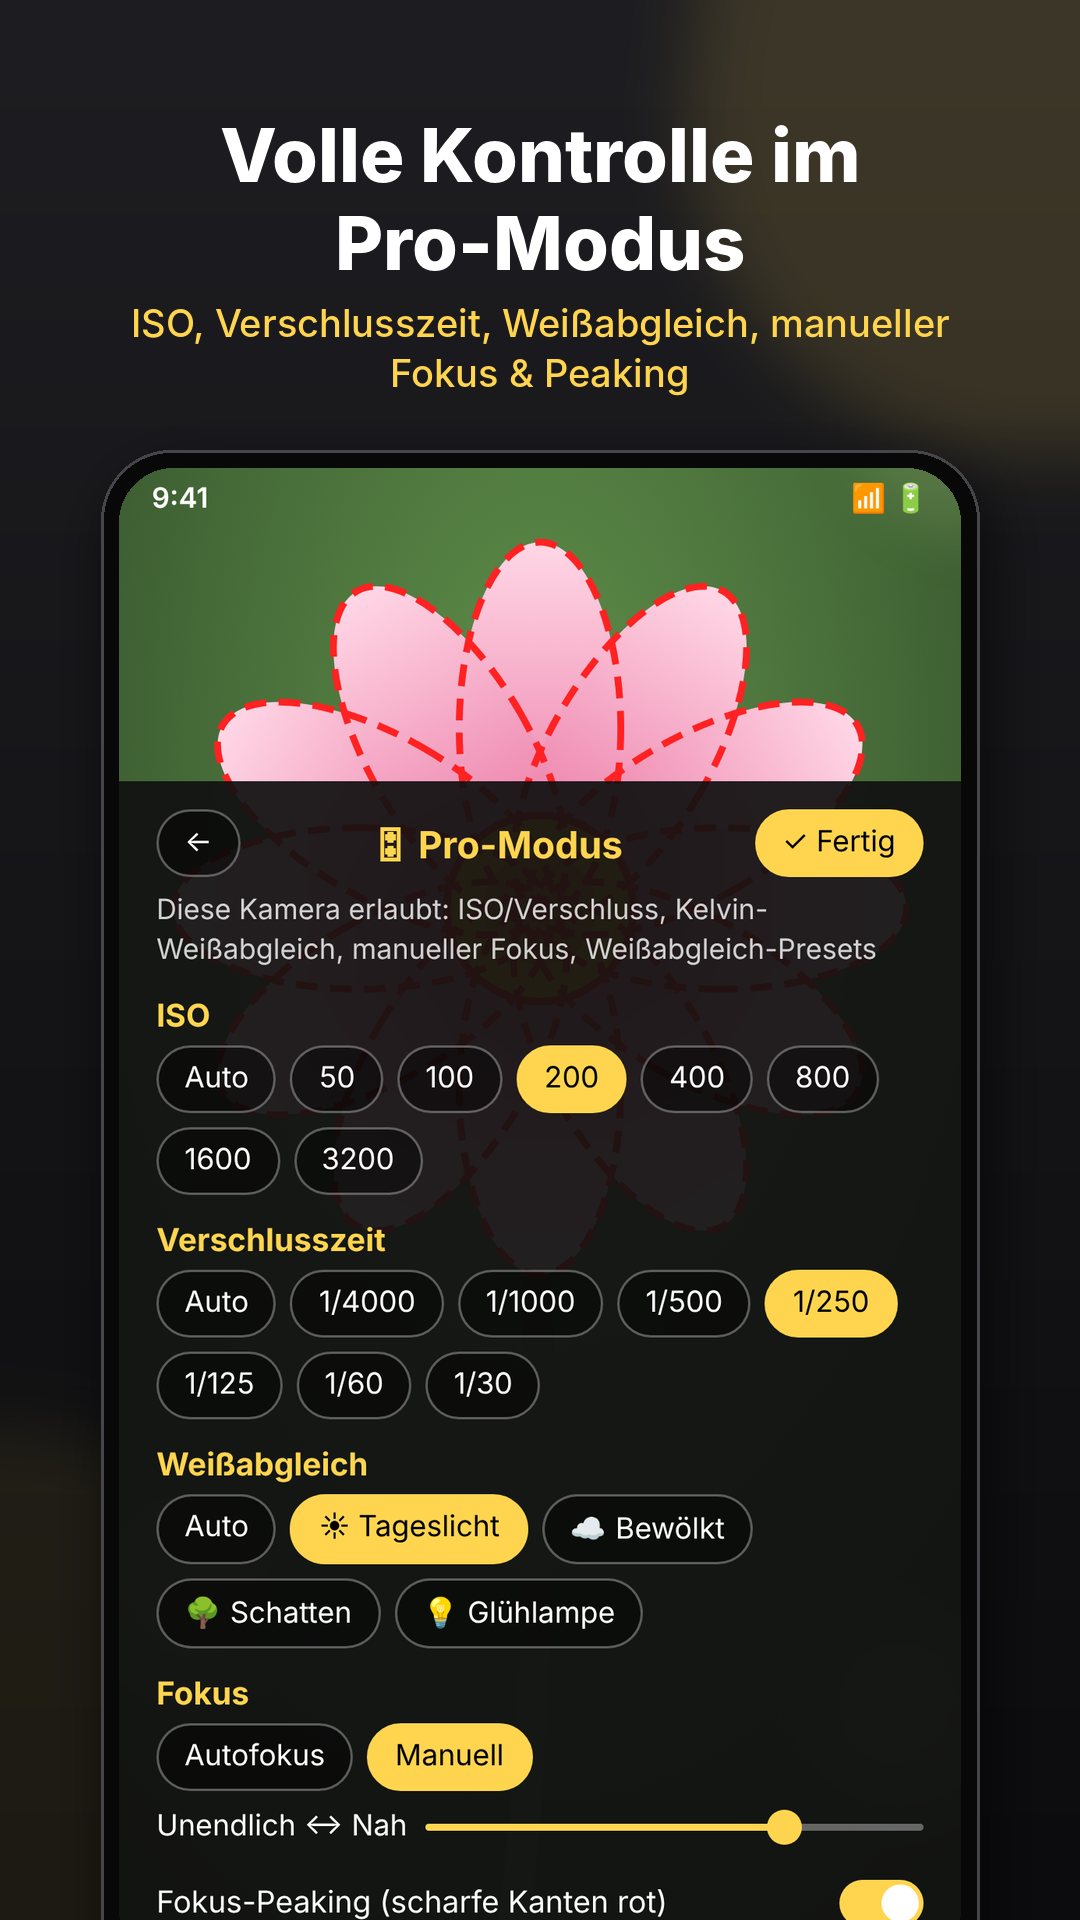 Volle Kontrolle im
Pro-Modus
ISO, Verschlusszeit, Weißabgleich, manueller
Fokus & Peaking
9:41
← Pro-Modus ✓ Fertig
Diese Kamera erlaubt: ISO/Verschluss, Kelvin-
Weißabgleich, manueller Fokus, Weißabgleich-Presets
ISO
Auto 50 100 200 400 800
1600 3200
Verschlusszeit
Auto 1/4000 1/1000 1/500 1/250
1/125 1/60 1/30
Weißabgleich
Auto Tageslicht Bewölkt
Schatten Glühlampe
Fokus
Autofokus Manuell
Unendlich ↔ Nah
Fokus-Peaking (scharfe Kanten rot)